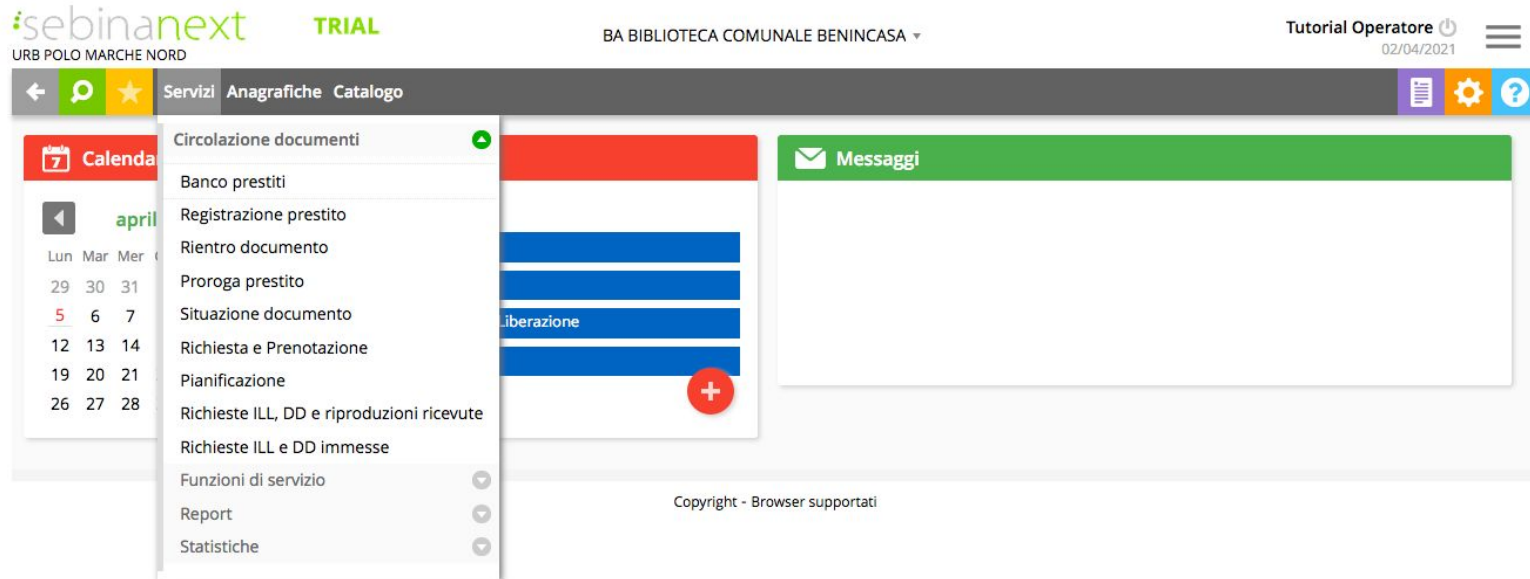 sebinanext
TRIAL
URB POLO MARCHE NORD
BA BIBLIOTECA COMUNALE BENINCASA
Tutorial Operatore
02/04/2021
Servizi Anagrafiche Catalogo
?
Circolazione documenti
Banco prestiti
Registrazione prestito
Rientro documento
Proroga prestito
Situazione documento
Richiesta e Prenotazione
Pianificazione
Richieste ILL, DD e riproduzioni ricevute
Richieste ILL e DD immesse
Funzioni di servizio
Report
Statistiche
7 Calenda
april
Lun Mar Mer
29 30 31
5 6 7
12 13 14
19 20 21
26 27 28
Liberazione
+
Messaggi
Copyright - Browser supportati